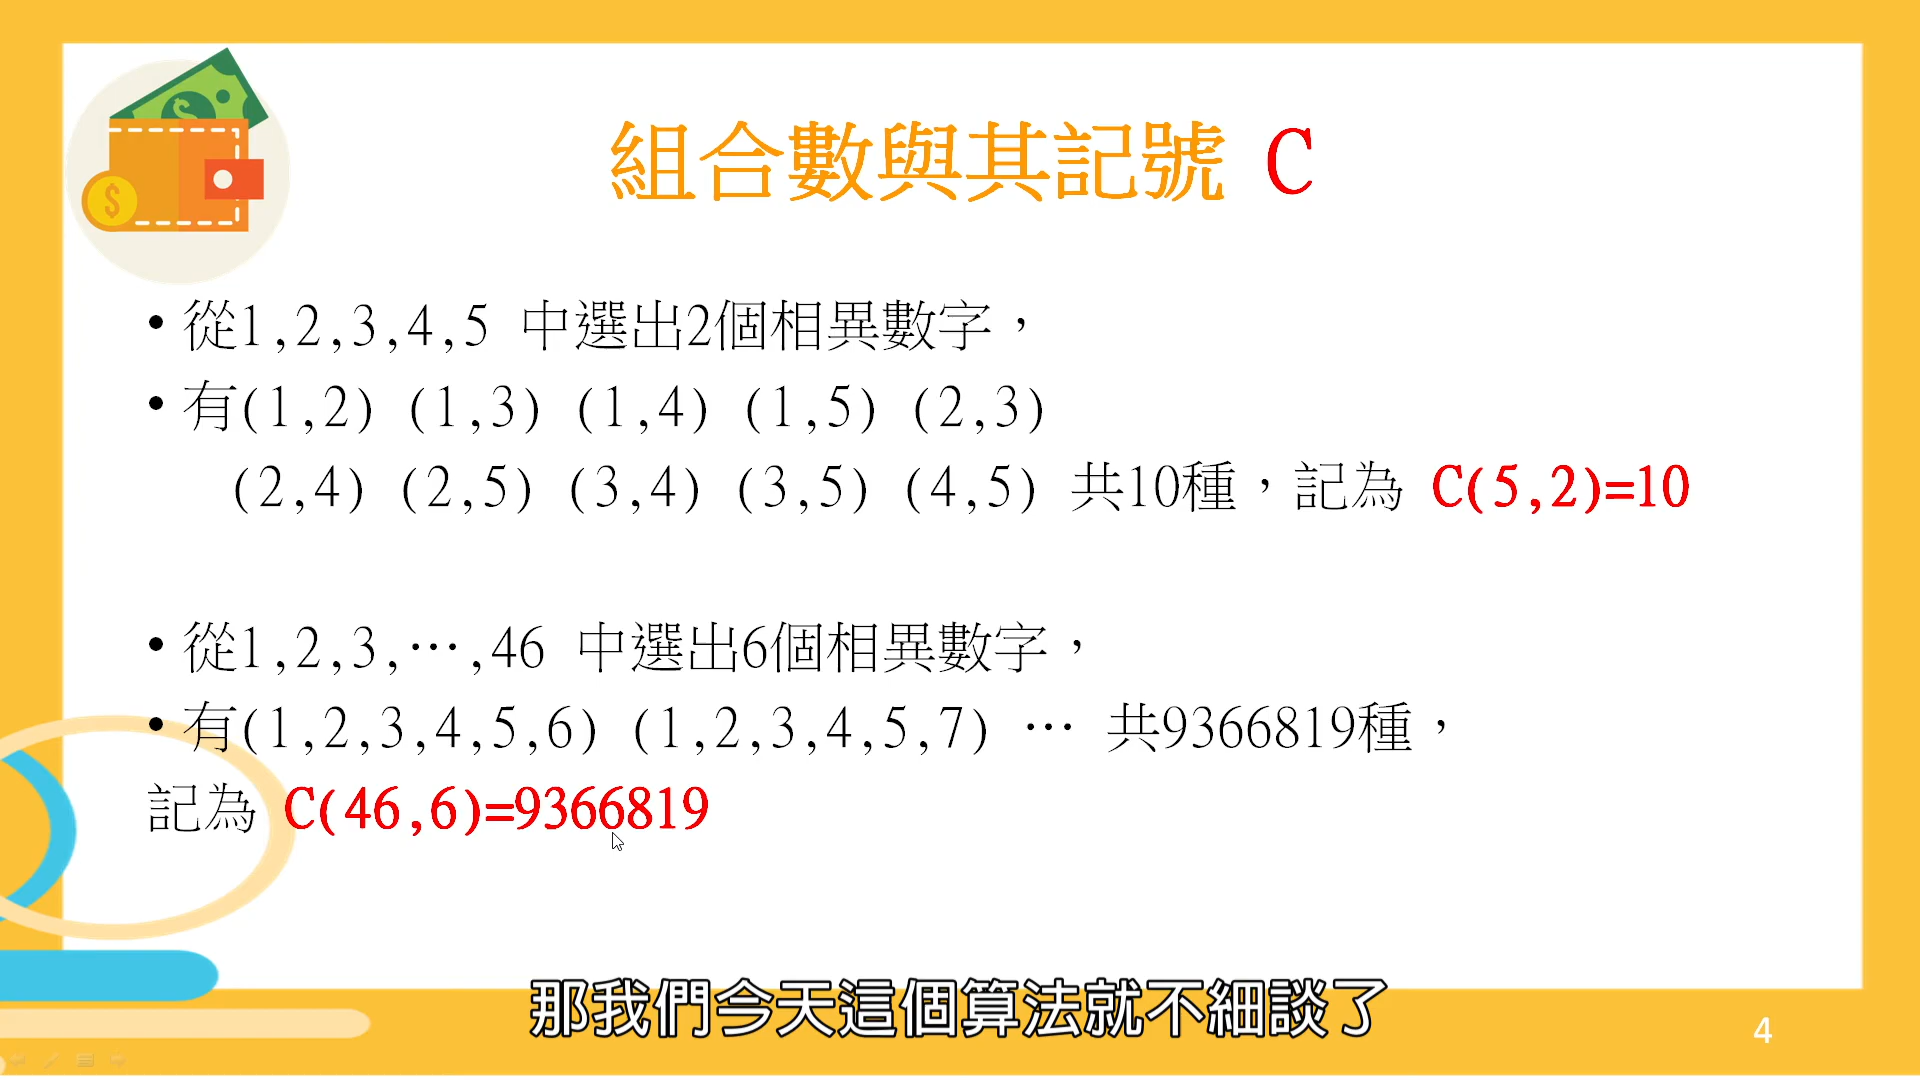 組合數與其記號 C
• 從1,2,3,4,5 中選出2個相異數字，
• 有(1,2) (1,3) (1,4) (1,5) (2,3)
(2,4) (2,5) (3,4) (3,5) (4,5) 共10種，記為 C(5,2)=10
• 從1,2,3,⋯,46 中選出6個相異數字，
• 有(1,2,3,4,5,6) (1,2,3,4,5,7) ⋯ 共9366819種，
記為 C(46,6)=9366819
那我們今天這個算法就不細談了
4